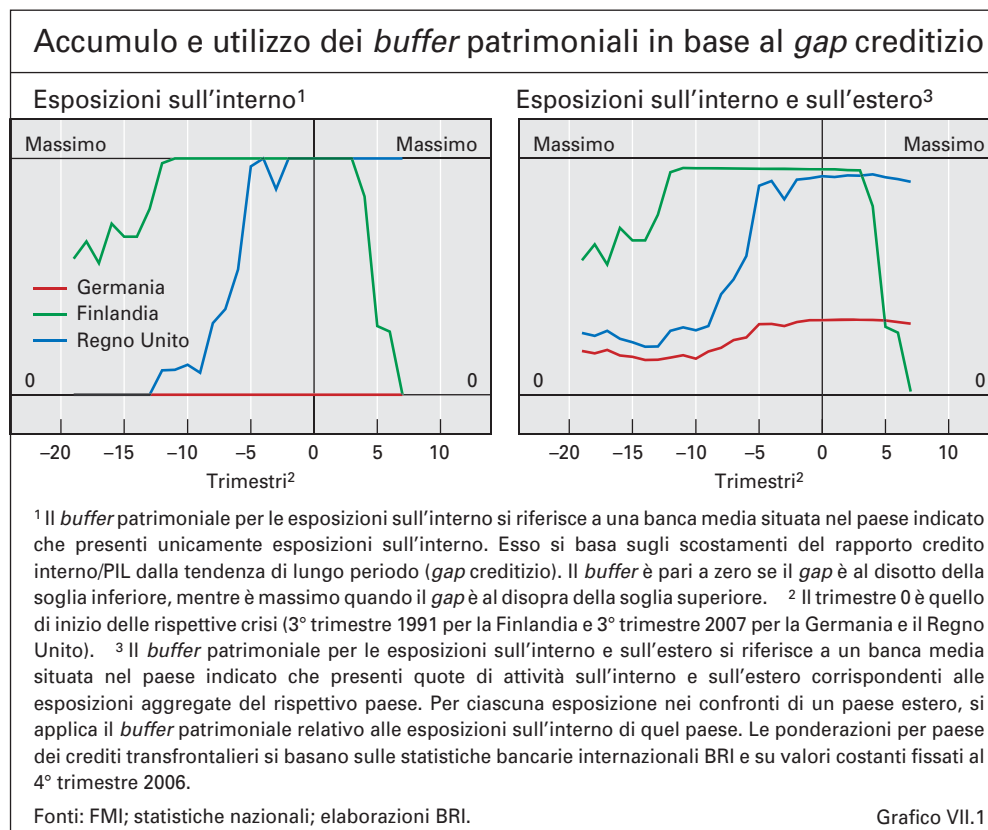 Accumulo e utilizzo dei buffer patrimoniali in base al gap creditizio
Esposizioni sull'interno¹
Massimo
Massimo
Germania
Finlandia
Regno Unito
0
0
–20 –15 –10 –5 0 5 10
Trimestri²
Esposizioni sull'interno e sull'estero³
Massimo
Massimo
0
0
–20 –15 –10 –5 0 5 10
Trimestri²
¹ Il buffer patrimoniale per le esposizioni sull'interno si riferisce a una banca media situata nel paese indicato
che presenti unicamente esposizioni sull'interno. Esso si basa sugli scostamenti del rapporto credito
interno/PIL dalla tendenza di lungo periodo (gap creditizio). Il buffer è pari a zero se il gap è al disotto della
soglia inferiore, mentre è massimo quando il gap è al disopra della soglia superiore. ² Il trimestre 0 è quello
di inizio delle rispettive crisi (3° trimestre 1991 per la Finlandia e 3° trimestre 2007 per la Germania e il Regno
Unito). ³ Il buffer patrimoniale per le esposizioni sull'interno e sull'estero si riferisce a un banca media
situata nel paese indicato che presenti quote di attività sull'interno e sull'estero corrispondenti alle
esposizioni aggregate del rispettivo paese. Per ciascuna esposizione nei confronti di un paese estero, si
applica il buffer patrimoniale relativo alle esposizioni sull'interno di quel paese. Le ponderazioni per paese
dei crediti transfrontalieri si basano sulle statistiche bancarie internazionali BRI e su valori costanti fissati al
4° trimestre 2006.
Fonti: FMI; statistiche nazionali; elaborazioni BRI.
Grafico VII.1